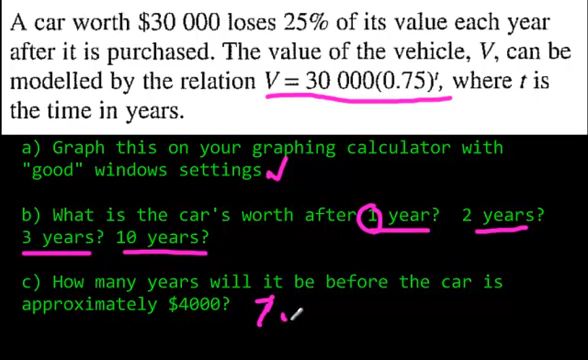 A car worth $30 000 loses 25% of its value each year
after it is purchased. The value of the vehicle, V, can be
modelled by the relation V = 30 000(0.75)ᵗ, where t is
the time in years.
a) Graph this on your graphing calculator with
"good" windows settings
b) What is the car's worth after 1 year? 2 years?
3 years? 10 years?
c) How many years will it be before the car is
approximately $4000? 7.